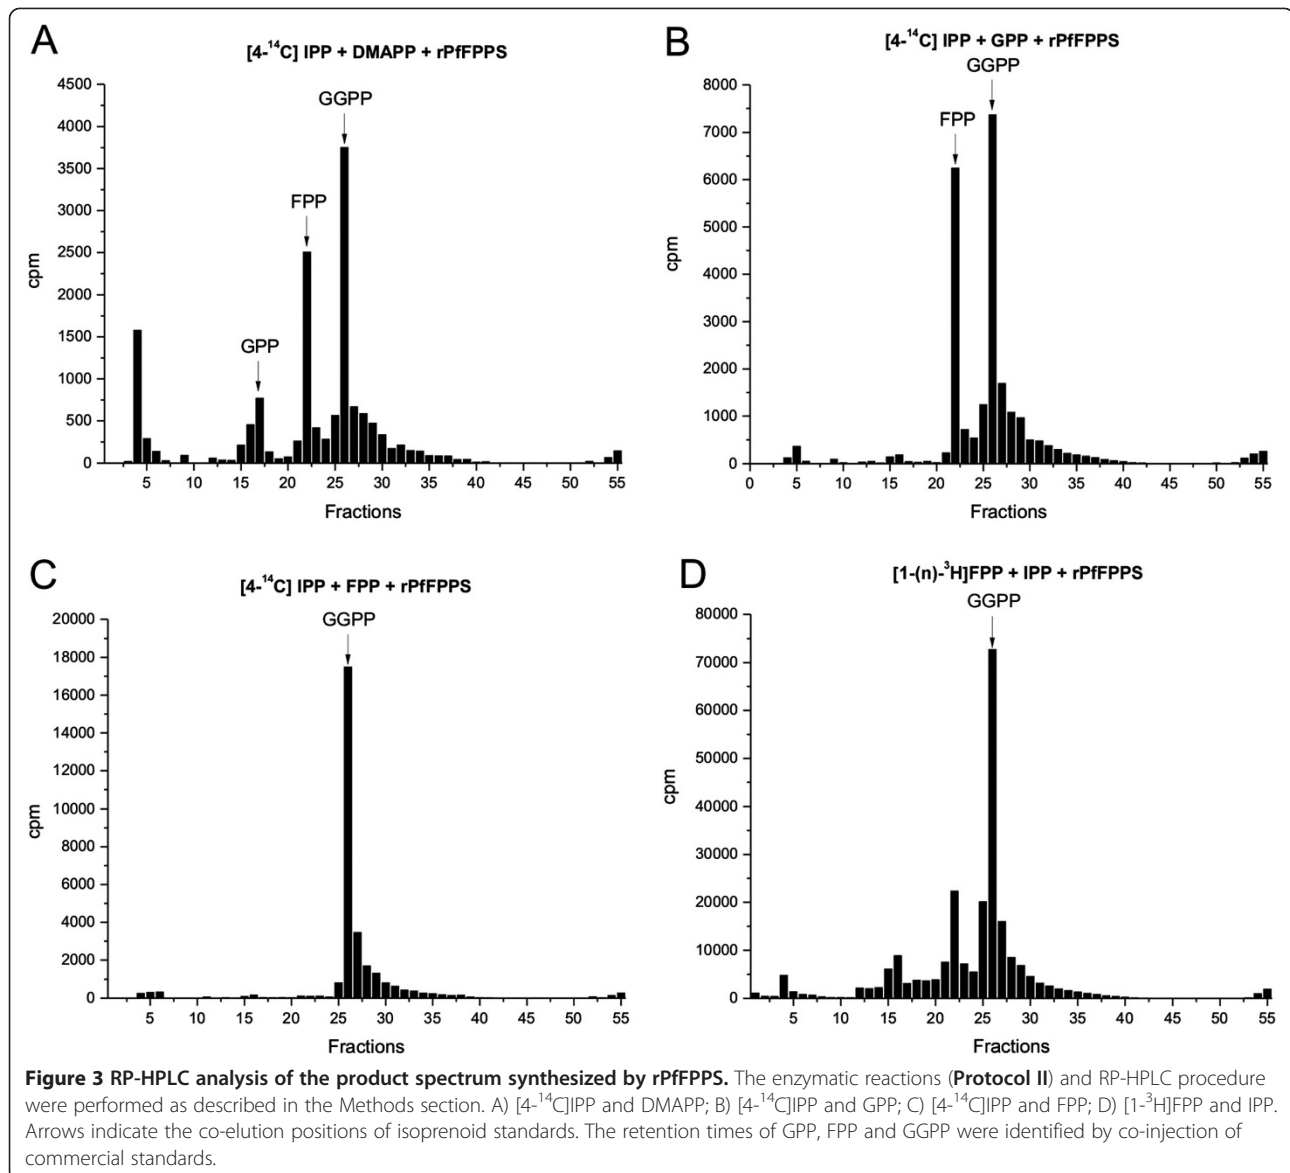 A
[4-¹⁴C] IPP + DMAPP + rPfFPPS
4500
4000
3500
3000
2500
2000
1500
1000
500
0
cpm
GPP
FPP
GGPP
5 10 15 20 25 30 35 40 45 50 55
Fractions
B
[4-¹⁴C] IPP + GPP + rPfFPPS
8000
7000
6000
5000
4000
3000
2000
1000
0
cpm
FPP
GGPP
0 5 10 15 20 25 30 35 40 45 50 55
Fractions
C
[4-¹⁴C] IPP + FPP + rPfFPPS
20000
18000
16000
14000
12000
10000
8000
6000
4000
2000
0
cpm
GGPP
5 10 15 20 25 30 35 40 45 50 55
Fractions
D
[1-(n)-³H]FPP + IPP + rPfFPPS
80000
70000
60000
50000
40000
30000
20000
10000
0
cpm
GGPP
5 10 15 20 25 30 35 40 45 50 55
Fractions
Figure 3 RP-HPLC analysis of the product spectrum synthesized by rPfFPPS. The enzymatic reactions (Protocol II) and RP-HPLC procedure
were performed as described in the Methods section. A) [4-¹⁴C]IPP and DMAPP; B) [4-¹⁴C]IPP and GPP; C) [4-¹⁴C]IPP and FPP; D) [1-³H]FPP and IPP.
Arrows indicate the co-elution positions of isoprenoid standards. The retention times of GPP, FPP and GGPP were identified by co-injection of
commercial standards.